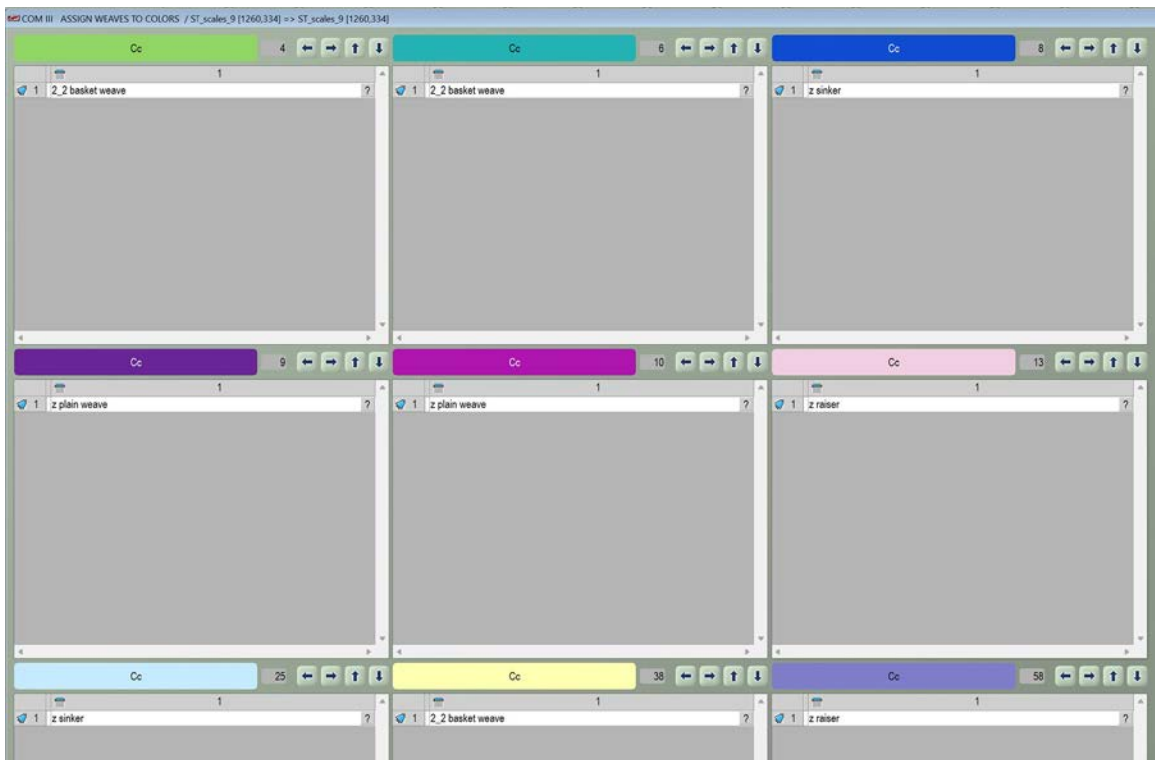 COM III ASSIGN WEAVES TO COLORS / ST_scales_9 [1260,334] => ST_scales_9 [1260,334]
Cc 4 Cc 6 Cc 8
1 1 1
1 2_2 basket weave ? 1 2_2 basket weave ? 1 z sinker ?
Cc 9 Cc 10 Cc 13
1 1 1
1 z plain weave ? 1 z plain weave ? 1 z raiser ?
Cc 25 Cc 38 Cc 58
1 1 1
1 z sinker ? 1 2_2 basket weave ? 1 z raiser ?